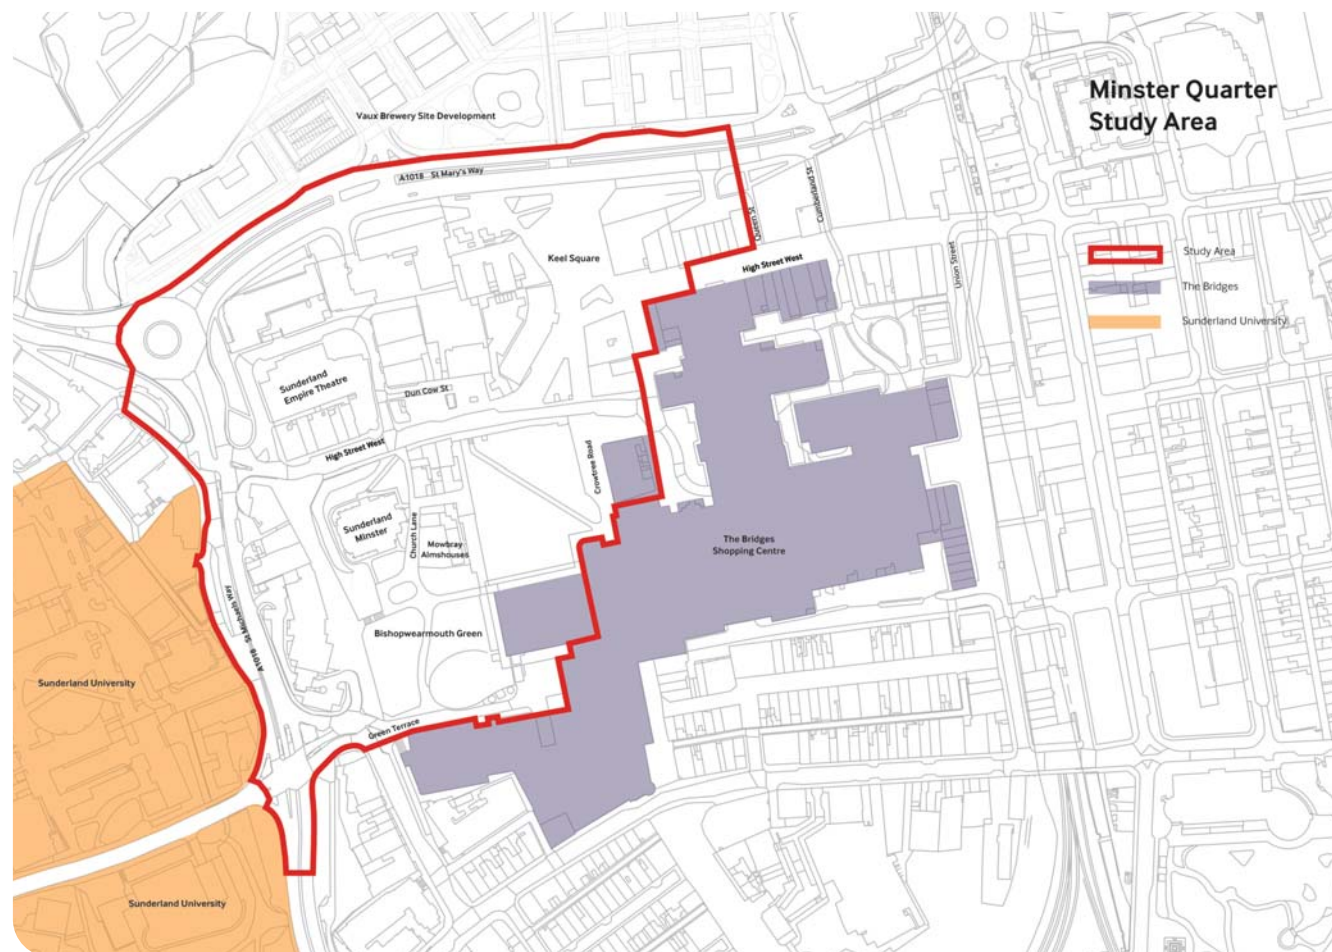 Minster Quarter
Study Area
Vaux Brewery Site Development
A1018 St Mary's Way
Queen St
Cumberland St
Union Street
Keel Square
High Street West
Study Area
The Bridges
Sunderland University
Sunderland
Empire Theatre
Dun Cow St
High Street West
Crowtree Road
Sunderland
Minster
Church Lane
Mowbray
Almshouses
The Bridges
Shopping Centre
A1018 St Michaels Way
Bishopwearmouth Green
Sunderland University
Green Terrace
Sunderland University